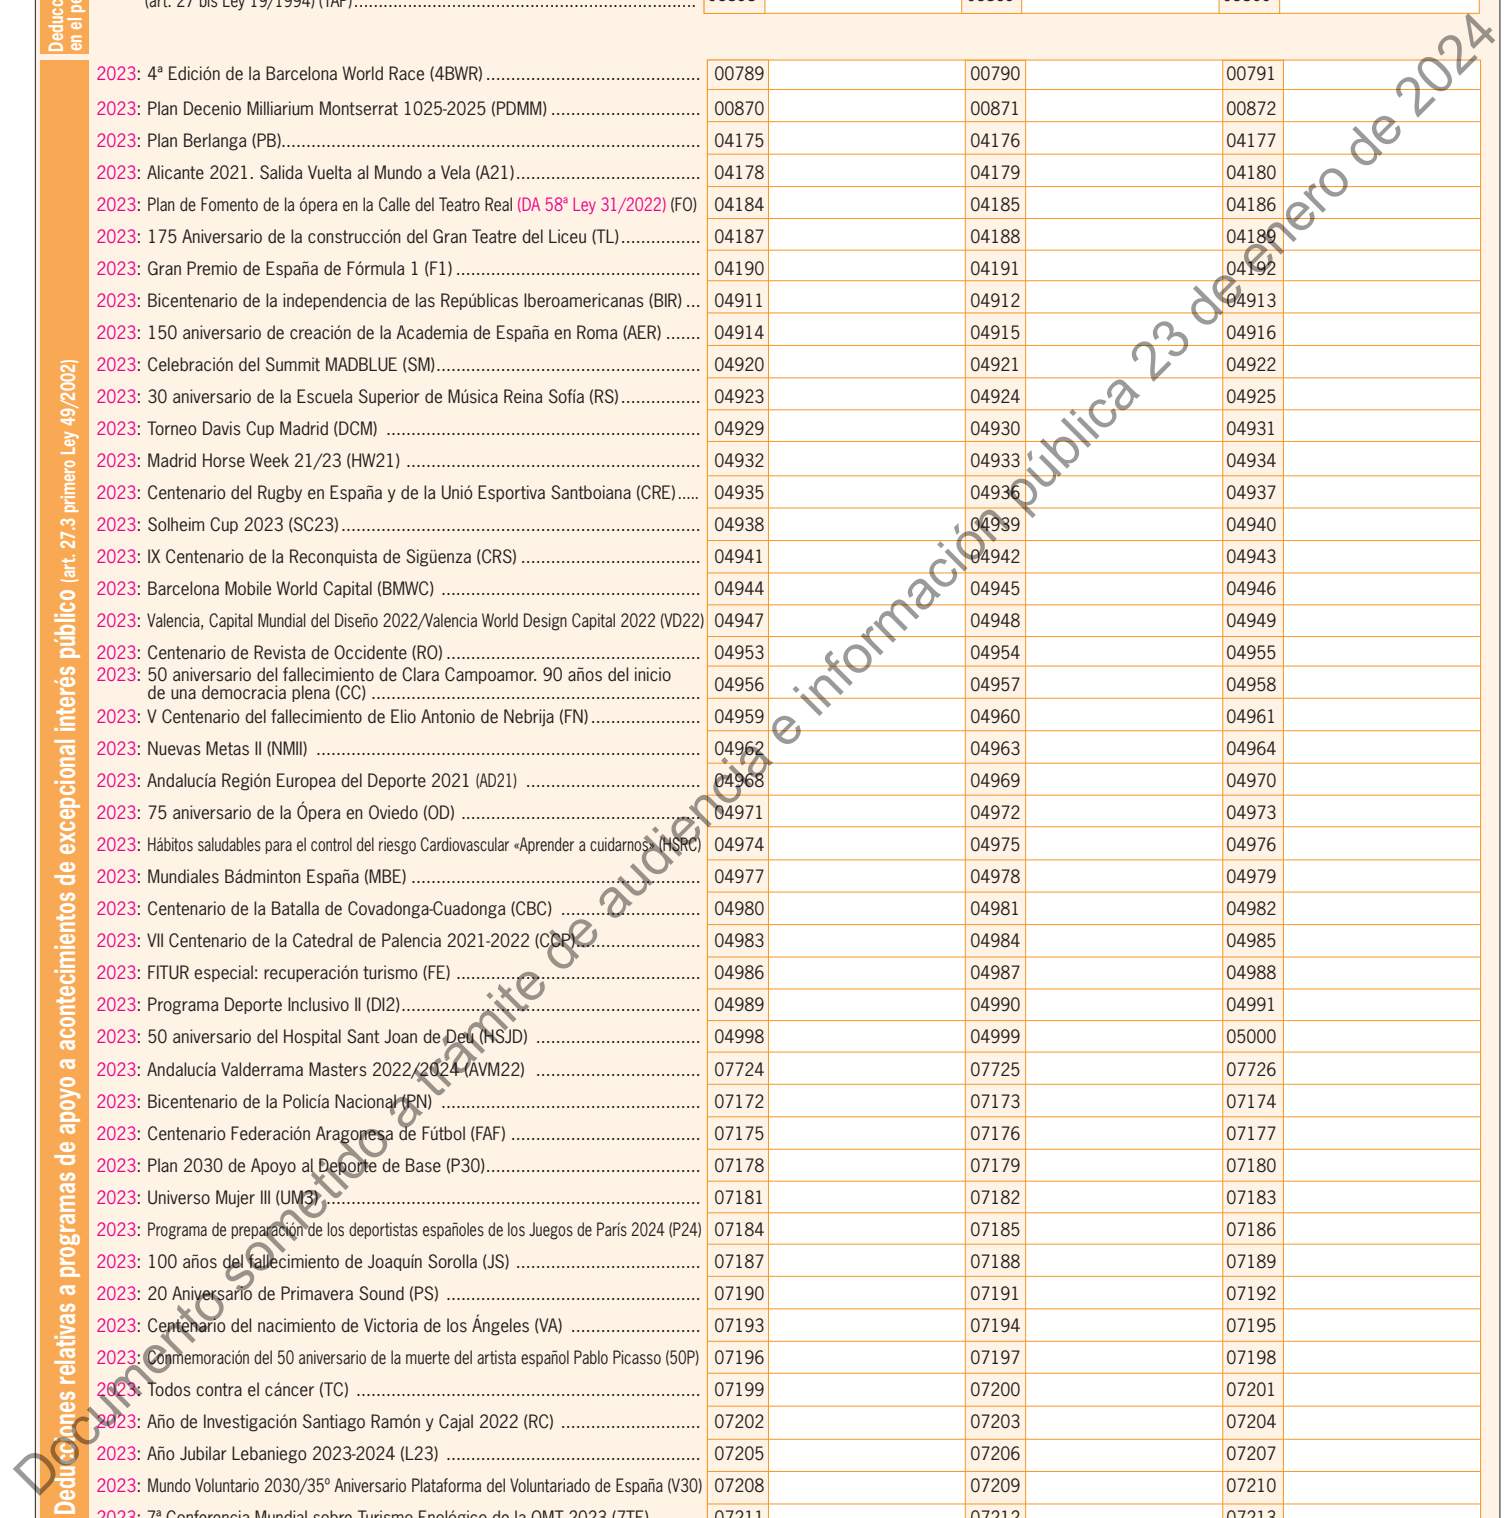 (art. 27 bis Ley 19/1994) (TAP)
2023: 4ª Edición de la Barcelona World Race (4BWR) 00789 00790 00791
2023: Plan Decenio Milliarium Montserrat 1025-2025 (PDMM) 00870 00871 00872
2023: Plan Berlanga (PB) 04175 04176 04177
2023: Alicante 2021. Salida Vuelta al Mundo a Vela (A21) 04178 04179 04180
2023: Plan de Fomento de la ópera en la Calle del Teatro Real (DA 58ª Ley 31/2022) (FO) 04184 04185 04186
2023: 175 Aniversario de la construcción del Gran Teatre del Liceu (TL) 04187 04188 04189
2023: Gran Premio de España de Fórmula 1 (F1) 04190 04191 04192
2023: Bicentenario de la independencia de las Repúblicas Iberoamericanas (BIR) 04911 04912 04913
2023: 150 aniversario de creación de la Academia de España en Roma (AER) 04914 04915 04916
2023: Celebración del Summit MADBLUE (SM) 04920 04921 04922
2023: 30 aniversario de la Escuela Superior de Música Reina Sofía (RS) 04923 04924 04925
2023: Torneo Davis Cup Madrid (DCM) 04929 04930 04931
2023: Madrid Horse Week 21/23 (HW21) 04932 04933 04934
2023: Centenario del Rugby en España y de la Unió Esportiva Santboiana (CRE) 04935 04936 04937
2023: Solheim Cup 2023 (SC23) 04938 04939 04940
2023: IX Centenario de la Reconquista de Sigüenza (CRS) 04941 04942 04943
2023: Barcelona Mobile World Capital (BMWC) 04944 04945 04946
2023: Valencia, Capital Mundial del Diseño 2022/Valencia World Design Capital 2022 (VD22) 04947 04948 04949
2023: Centenario de Revista de Occidente (RO) 04953 04954 04955
2023: 50 aniversario del fallecimiento de Clara Campoamor. 90 años del inicio
de una democracia plena (CC) 04956 04957 04958
2023: V Centenario del fallecimiento de Elio Antonio de Nebrija (FN) 04959 04960 04961
2023: Nuevas Metas II (NMII) 04962 04963 04964
2023: Andalucía Región Europea del Deporte 2021 (AD21) 04968 04969 04970
2023: 75 aniversario de la Ópera en Oviedo (OD) 04971 04972 04973
2023: Hábitos saludables para el control del riesgo Cardiovascular «Aprender a cuidarnos» (HSRC) 04974 04975 04976
2023: Mundiales Bádminton España (MBE) 04977 04978 04979
2023: Centenario de la Batalla de Covadonga-Cuadonga (CBC) 04980 04981 04982
2023: VII Centenario de la Catedral de Palencia 2021-2022 (CCP) 04983 04984 04985
2023: FITUR especial: recuperación turismo (FE) 04986 04987 04988
2023: Programa Deporte Inclusivo II (DI2) 04989 04990 04991
2023: 50 aniversario del Hospital Sant Joan de Deú (HSJD) 04998 04999 05000
2023: Andalucía Valderrama Masters 2022/2024 (AVM22) 07724 07725 07726
2023: Bicentenario de la Policía Nacional (PN) 07172 07173 07174
2023: Centenario Federación Aragonesa de Fútbol (FAF) 07175 07176 07177
2023: Plan 2030 de Apoyo al Deporte de Base (P30) 07178 07179 07180
2023: Universo Mujer III (UM3) 07181 07182 07183
2023: Programa de preparación de los deportistas españoles de los Juegos de París 2024 (P24) 07184 07185 07186
2023: 100 años del fallecimiento de Joaquín Sorolla (JS) 07187 07188 07189
2023: 20 Aniversario de Primavera Sound (PS) 07190 07191 07192
2023: Centenario del nacimiento de Victoria de los Ángeles (VA) 07193 07194 07195
2023: Conmemoración del 50 aniversario de la muerte del artista español Pablo Picasso (50P) 07196 07197 07198
2023: Todos contra el cáncer (TC) 07199 07200 07201
2023: Año de Investigación Santiago Ramón y Cajal 2022 (RC) 07202 07203 07204
2023: Año Jubilar Lebaniego 2023-2024 (L23) 07205 07206 07207
2023: Mundo Voluntario 2030/35º Aniversario Plataforma del Voluntariado de España (V30) 07208 07209 07210
2023: 7ª Conferencia Mundial sobre Turismo Enológico de la OMT 2023 (7TE) 07211 07212 07213
Deducciones relativas a programas de apoyo a acontecimientos de excepcional interés público (art. 27.3 primero Ley 49/2002)
Documento sometido a trámite de audiencia e información pública 23 de enero de 2024